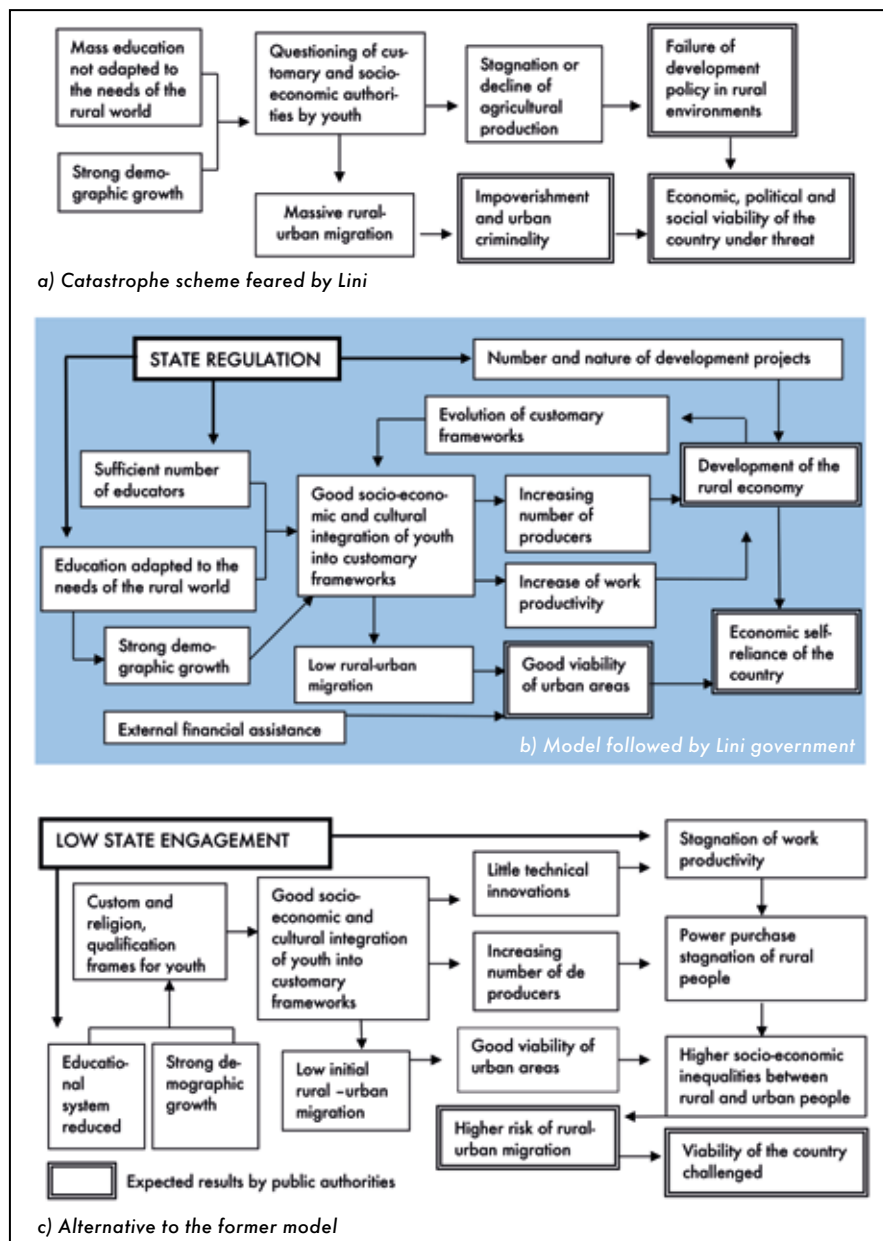 Mass education
not adapted to
the needs of the
rural world
Strong demo-
graphic growth
Questioning of cus-
tomary and socio-
economic authori-
ties by youth
Stagnation or
decline of
agricultural
production
Failure of
development
policy in rural
environments
Massive rural-
urban migration
Impoverishment
and urban
criminality
Economic, political and
social viability of the
country under threat
a) Catastrophe scheme feared by Lini
STATE REGULATION
Number and nature of development projects
Evolution of customary
frameworks
Sufficient number
of educators
Good socio-econo-
mic and cultural
integration of youth
into customary
frameworks
Increasing
number of
producers
Development of the
rural economy
Education adapted to the
needs of the rural world
Increase of work
productivity
Strong demo-
graphic growth
Low rural-urban
migration
Good viability
of urban areas
Economic self-
reliance of the
country
External financial assistance
b) Model followed by Lini government
LOW STATE ENGAGEMENT
Stagnation of work
productivity
Custom and
religion,
qualification
frames for youth
Good socio-
economic and
cultural integration
of youth into
customary
frameworks
Little technical
innovations
Increasing
number of de
producers
Power purchase
stagnation of rural
people
Educatio-
nal
system
reduced
Strong de-
mographic
growth
Low initial
rural –urban
migration
Good viability of
urban areas
Higher socio-economic
inequalities between
rural and urban people
Higher risk of rural-
urban migration
Viability of the country
challenged
Expected results by public authorities
c) Alternative to the former model